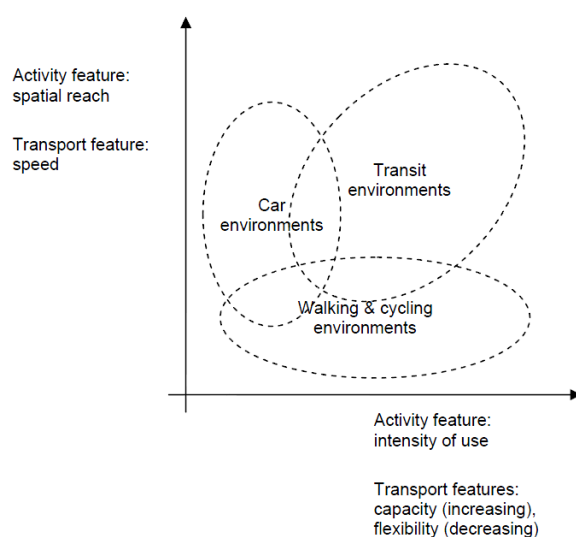 Activity feature:
spatial reach
Transport feature:
speed
Transit
environments
Car
environments
Walking & cycling
environments
Activity feature:
intensity of use
Transport features:
capacity (increasing),
flexibility (decreasing)